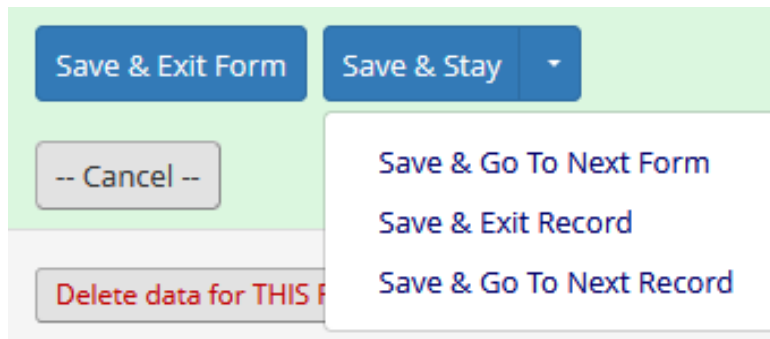 Save & Exit Form
Save & Stay
-- Cancel --
Save & Go To Next Form
Save & Exit Record
Save & Go To Next Record
Delete data for THIS